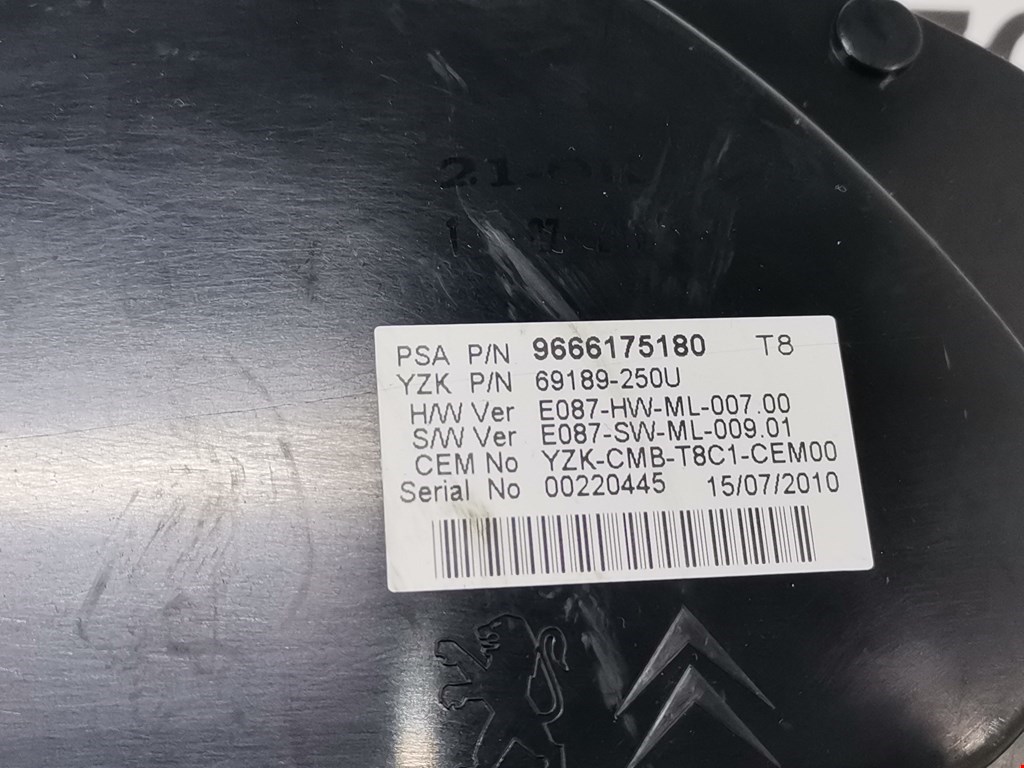 PSA P/N 9666175180 T8
YZK P/N 69189-250U
H/W Ver E087-HW-ML-007.00
S/W Ver E087-SW-ML-009.01
CEM No YZK-CMB-T8C1-CEM00
Serial No 00220445 15/07/2010